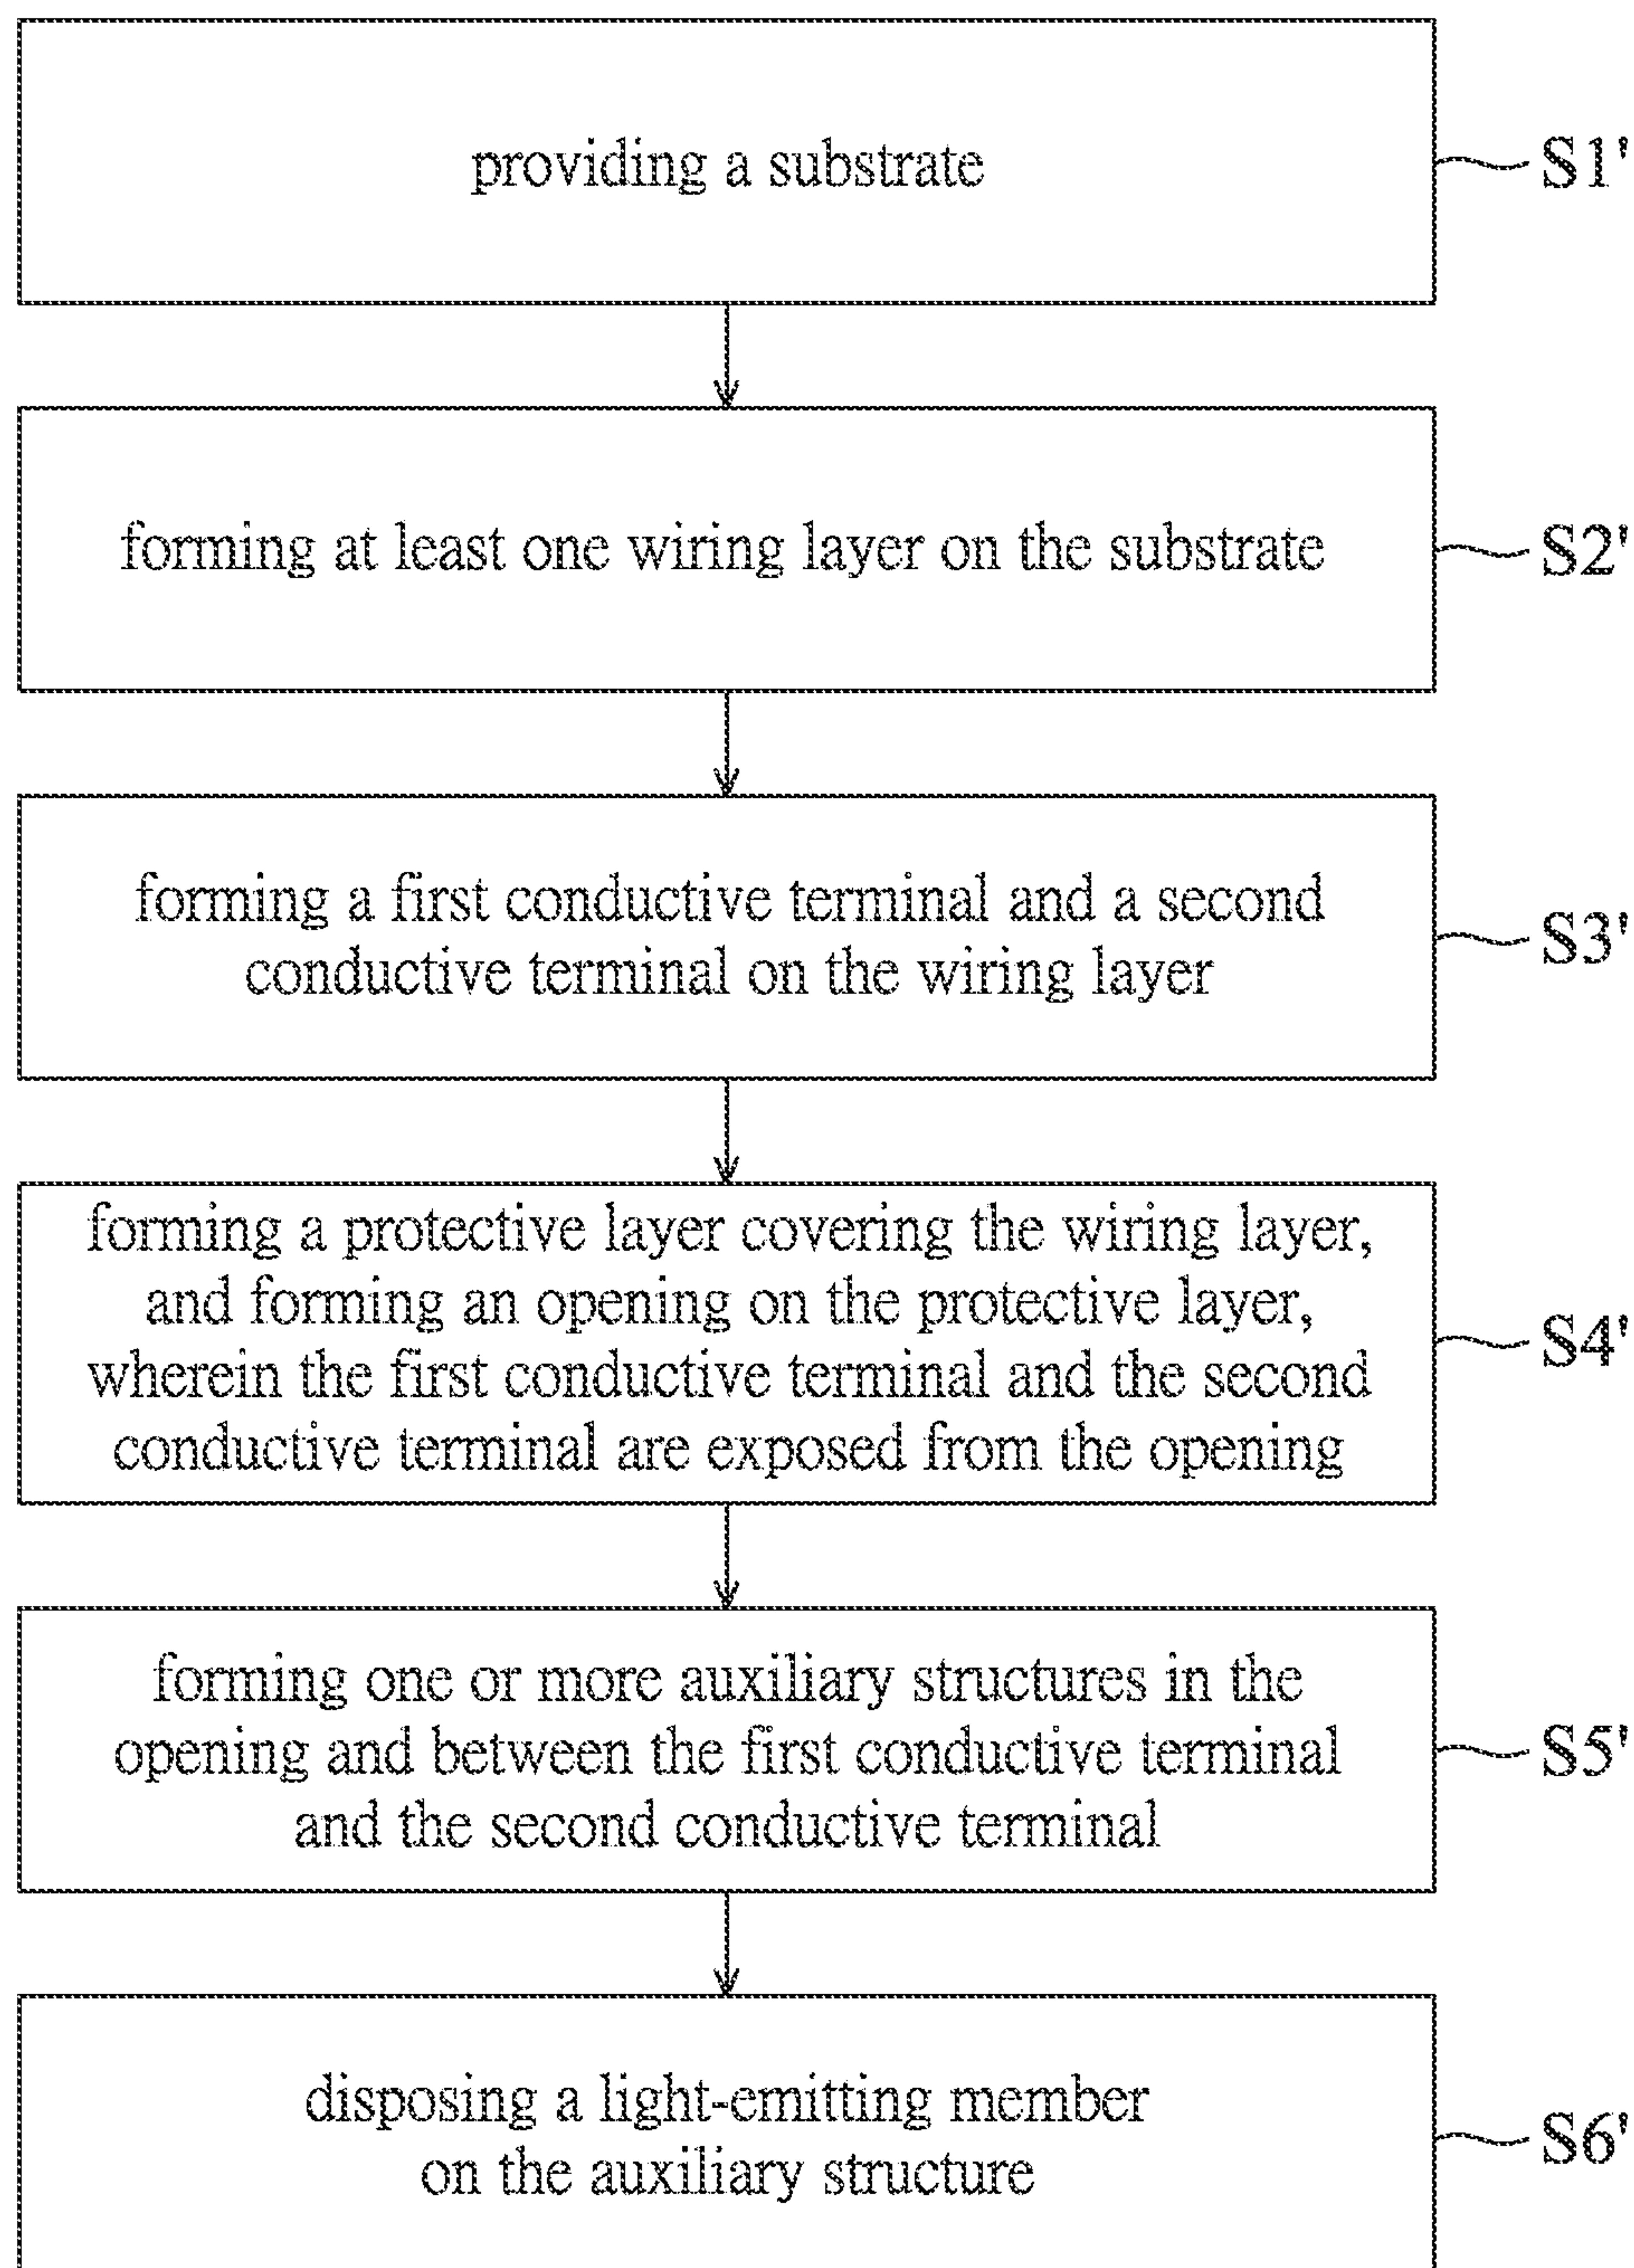 providing a substrate
S1'
forming at least one wiring layer on the substrate
S2'
forming a first conductive terminal and a second
conductive terminal on the wiring layer
S3'
forming a protective layer covering the wiring layer,
and forming an opening on the protective layer,
wherein the first conductive terminal and the second
conductive terminal are exposed from the opening
S4'
forming one or more auxiliary structures in the
opening and between the first conductive terminal
and the second conductive terminal
S5'
disposing a light-emitting member
on the auxiliary structure
S6'